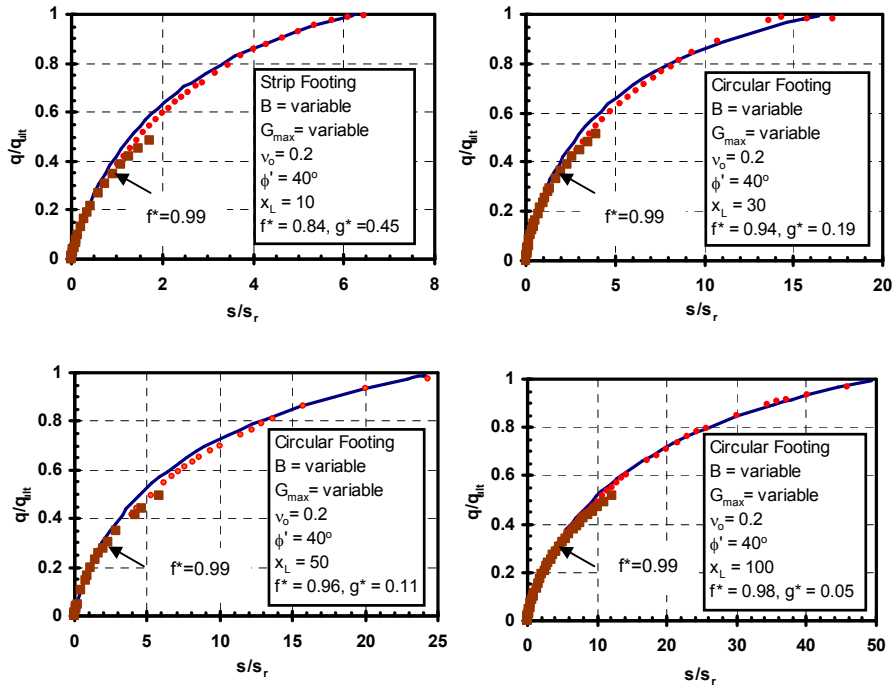 1
0.8
0.6
0.4
0.2
0
q/qult
0 2 4 6 8
s/sr
Strip Footing
B = variable
Gmax= variable
νo= 0.2
ϕ' = 40o
xL = 10
f* = 0.84, g* =0.45
f*=0.99
1
0.8
0.6
0.4
0.2
0
q/qult
0 5 10 15 20
s/sr
Circular Footing
B = variable
Gmax= variable
νo= 0.2
ϕ' = 40o
xL = 30
f* = 0.94, g* = 0.19
f*=0.99
1
0.8
0.6
0.4
0.2
0
q/qult
0 5 10 15 20 25
s/sr
Circular Footing
B = variable
Gmax= variable
νo= 0.2
ϕ' = 40o
xL = 50
f* = 0.96, g* = 0.11
f*=0.99
1
0.8
0.6
0.4
0.2
0
q/qult
0 10 20 30 40 50
s/sr
Circular Footing
B = variable
Gmax= variable
νo= 0.2
ϕ' = 40o
xL = 100
f* = 0.98, g* = 0.05
f*=0.99